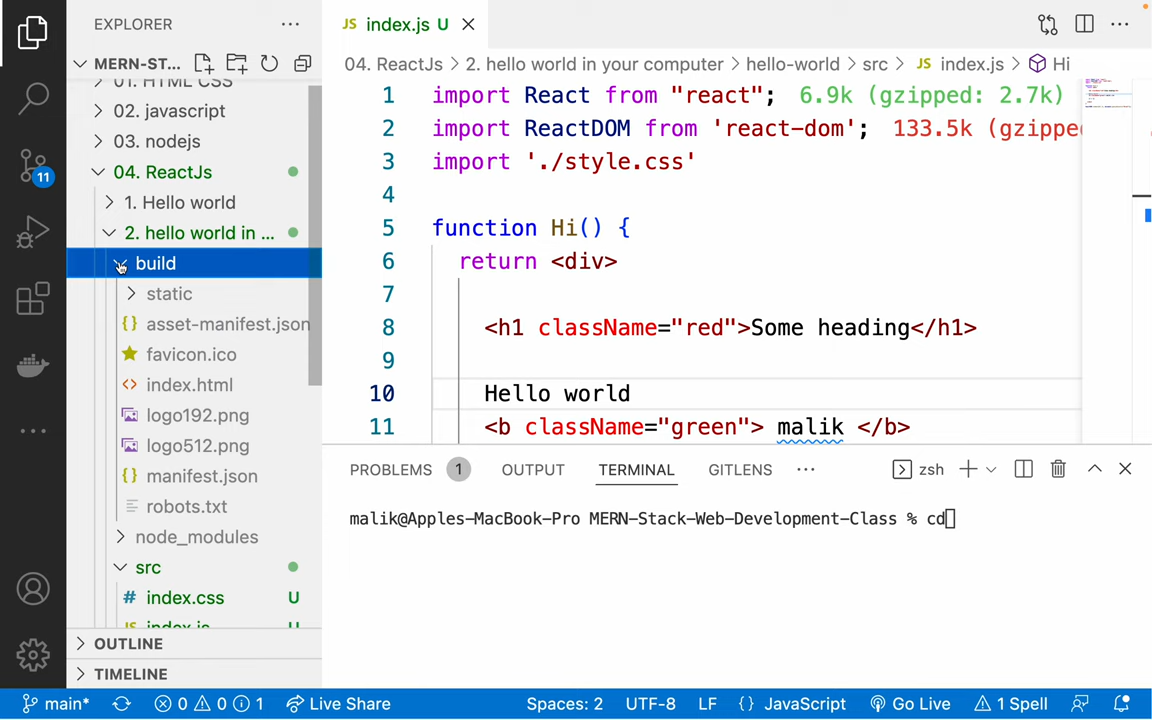 EXPLORER
MERN-ST...
01. HTML CSS
02. javascript
03. nodejs
04. ReactJs
1. Hello world
2. hello world in ...
build
static
{} asset-manifest.json
favicon.ico
<> index.html
logo192.png
logo512.png
{} manifest.json
robots.txt
node_modules
src
# index.css U
JS index.js U
OUTLINE
TIMELINE
11
JS index.js U
04. ReactJs > 2. hello world in your computer > hello-world > src > JS index.js > Hi
1 import React from "react"; 6.9k (gzipped: 2.7k)
2 import ReactDOM from 'react-dom'; 133.5k (gzippe
3 import './style.css'
4
5 function Hi() {
6 return <div>
7
8 <h1 className="red">Some heading</h1>
9
10 Hello world
11 <b className="green"> malik </b>
PROBLEMS 1 OUTPUT TERMINAL GITLENS ... zsh
malik@Apples-MacBook-Pro MERN-Stack-Web-Development-Class % cd
main* 0 0 1 Live Share Spaces: 2 UTF-8 LF {} JavaScript Go Live 1 Spell